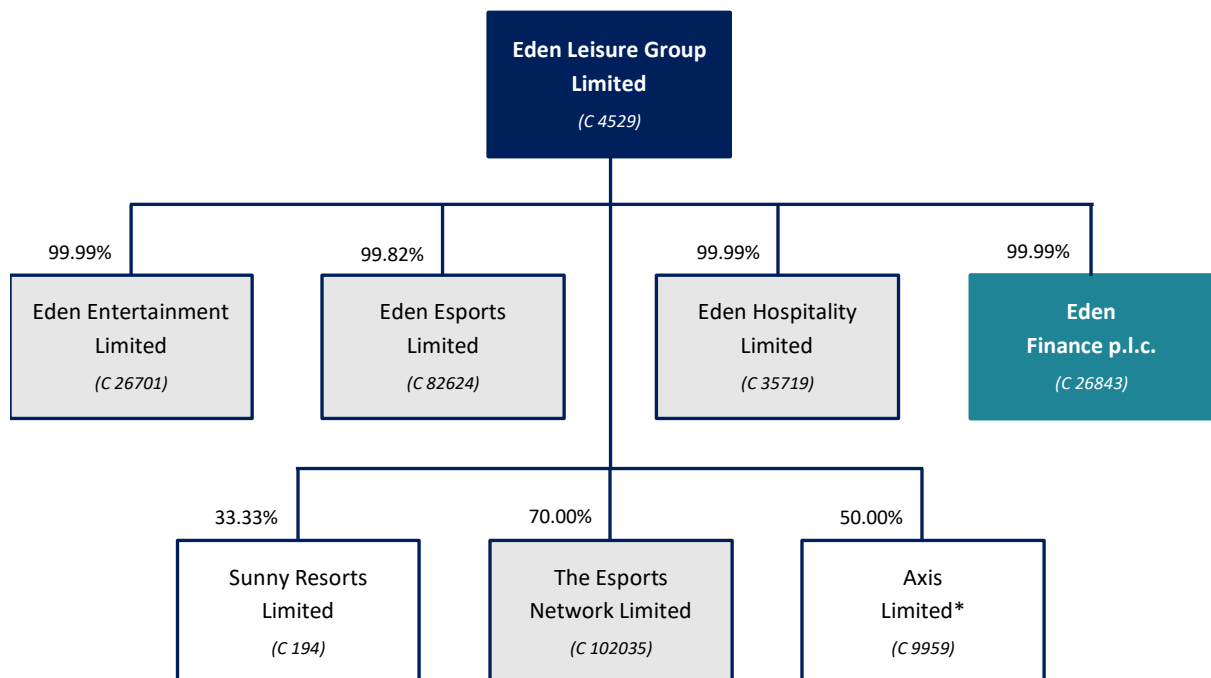 Eden Leisure Group
Limited
(C 4529)
99.99%
99.82%
99.99%
99.99%
Eden Entertainment
Limited
(C 26701)
Eden Esports
Limited
(C 82624)
Eden Hospitality
Limited
(C 35719)
Eden
Finance p.l.c.
(C 26843)
33.33%
70.00%
50.00%
Sunny Resorts
Limited
(C 194)
The Esports
Network Limited
(C 102035)
Axis
Limited*
(C 9959)